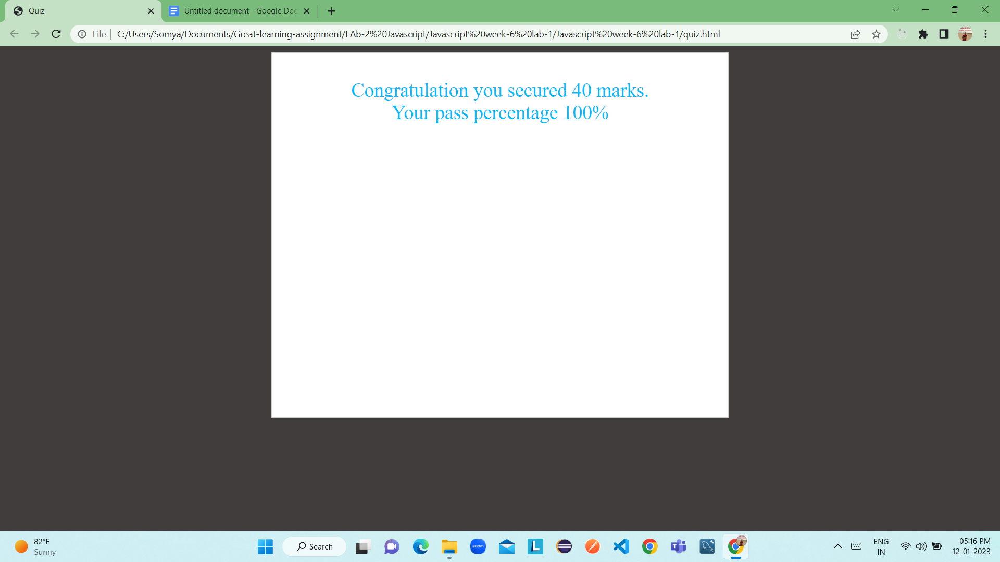 Quiz
Untitled document - Google Doc
File
C:/Users/Somya/Documents/Great-learning-assignment/LAb-2%20Javascript/Javascript%20week-6%20lab-1/Javascript%20week-6%20lab-1/quiz.html
Congratulation you secured 40 marks.
Your pass percentage 100%
82°F
Sunny
Search
zoom
L
T
ENG
IN
05:16 PM
12-01-2023